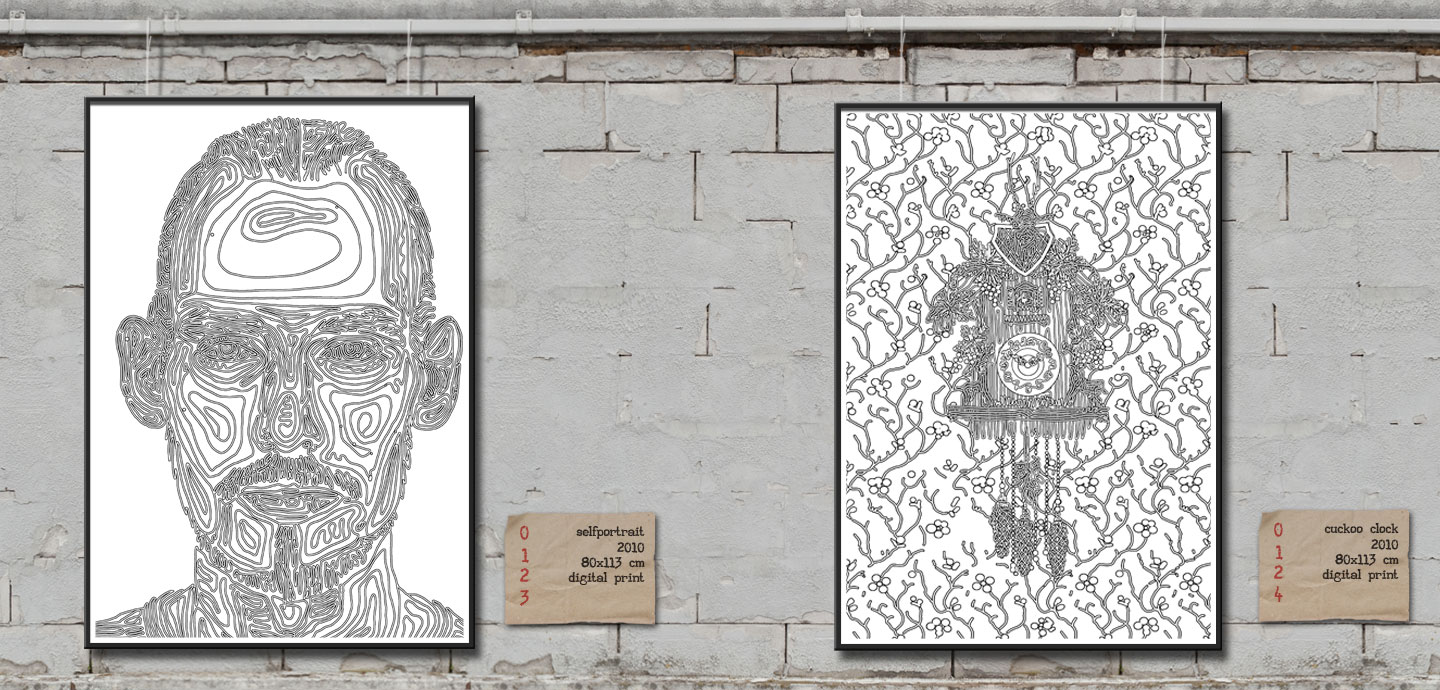 0
1
2
3
selfportrait
2010
80x113 cm
digital print
0
1
2
4
cuckoo clock
2010
80x113 cm
digital print